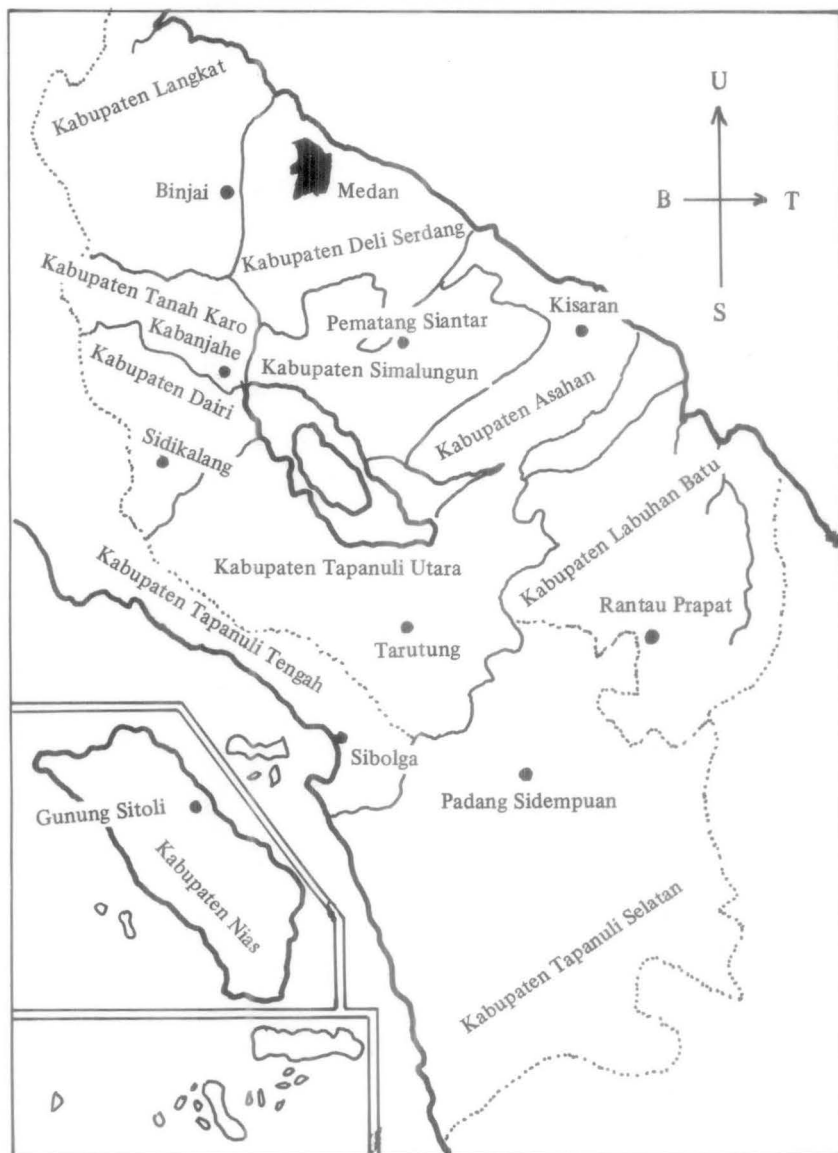 Kabupaten Langkat
U
Binjai
Medan
B
T
Kabupaten Deli Serdang
Kabupaten Tanah Karo
Kisaran
S
Pematang Siantar
Kabanjahe
Kabupaten Simalungun
Kabupaten Dairi
Kabupaten Asahan
Sidikalang
Kabupaten Labuhan Batu
Kabupaten Tapanuli Utara
Kabupaten Tapanuli Tengah
Rantau Prapat
Tarutung
Sibolga
Padang Sidempuan
Gunung Sitoli
Kabupaten Nias
Kabupaten Tapanuli Selatan